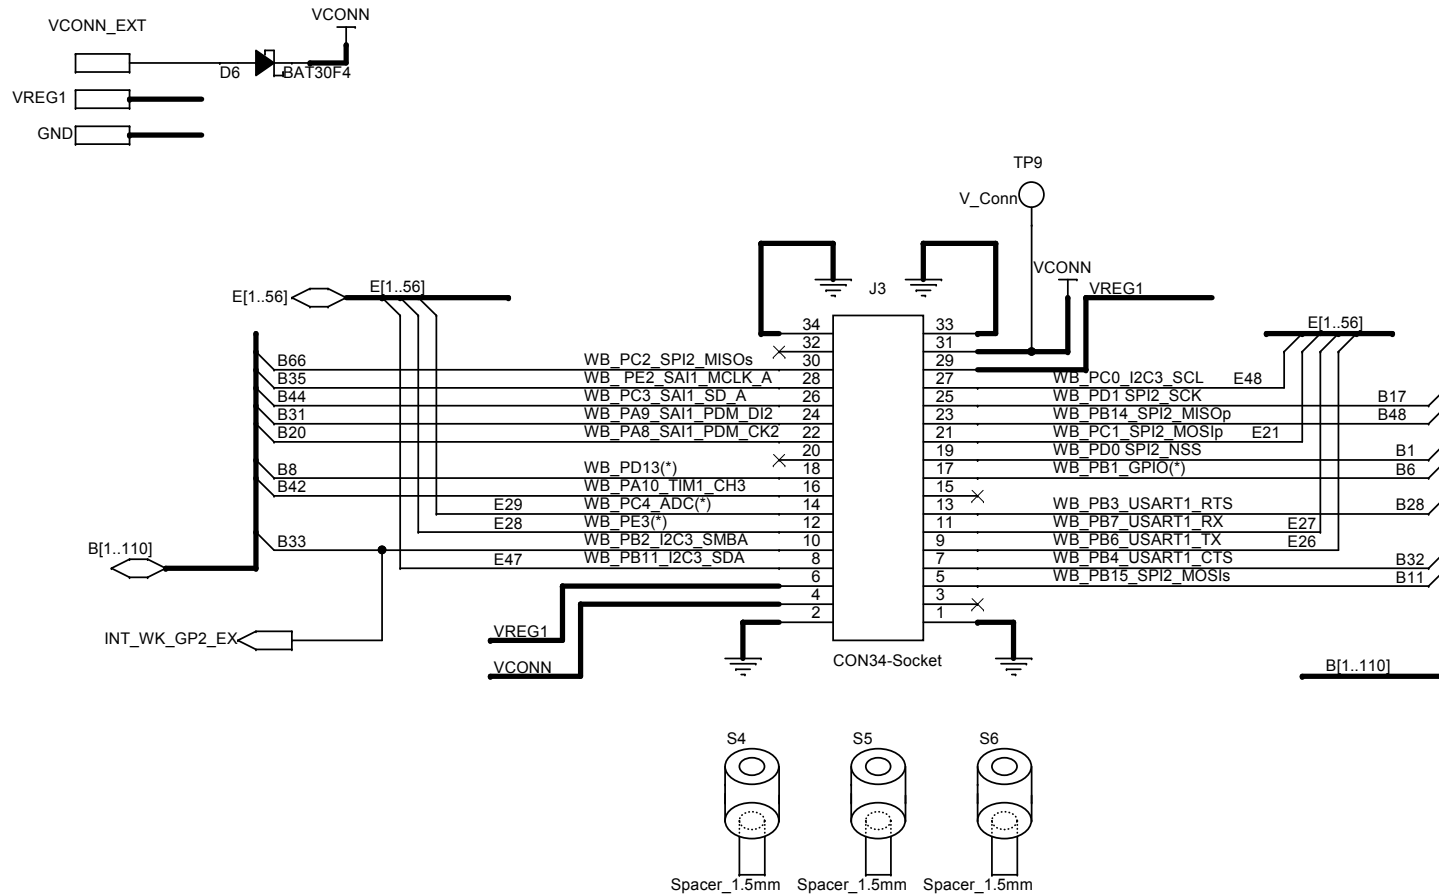 VCONN_EXT
VCONN
D6
BAT30F4
VREG1
GND
TP9
V_Conn
VCONN
E[1..56]
E[1..56]
J3
VREG1
E[1..56]
34
33
32
31
30
29
B66
WB_PC2_SPI2_MISOs
28
27
B35
WB_ PE2_SAI1_MCLK_A
WB_PC0_I2C3_SCL
E48
26
25
B44
WB_PC3_SAI1_SD_A
WB_PD1 SPI2_SCK
B17
24
23
B31
WB_PA9_SAI1_PDM_DI2
WB_PB14_SPI2_MISOp
B48
22
21
B20
WB_PA8_SAI1_PDM_CK2
WB_PC1_SPI2_MOSIp
E21
20
19
WB_PD0 SPI2_NSS
B1
18
17
B8
WB_PD13(*)
WB_PB1_GPIO(*)
B6
16
15
B42
WB_PA10_TIM1_CH3
14
13
E29
WB_PC4_ADC(*)
WB_PB3_USART1_RTS
B28
12
11
E28
WB_PE3(*)
WB_PB7_USART1_RX
E27
10
9
B33
WB_PB2_I2C3_SMBA
WB_PB6_USART1_TX
E26
B[1..110]
8
7
E47
WB_PB11_I2C3_SDA
WB_PB4_USART1_CTS
B32
6
5
WB_PB15_SPI2_MOSIs
B11
4
3
2
1
INT_WK_GP2_EX
VREG1
VCONN
CON34-Socket
B[1..110]
S4
S5
S6
Spacer_1.5mm
Spacer_1.5mm
Spacer_1.5mm